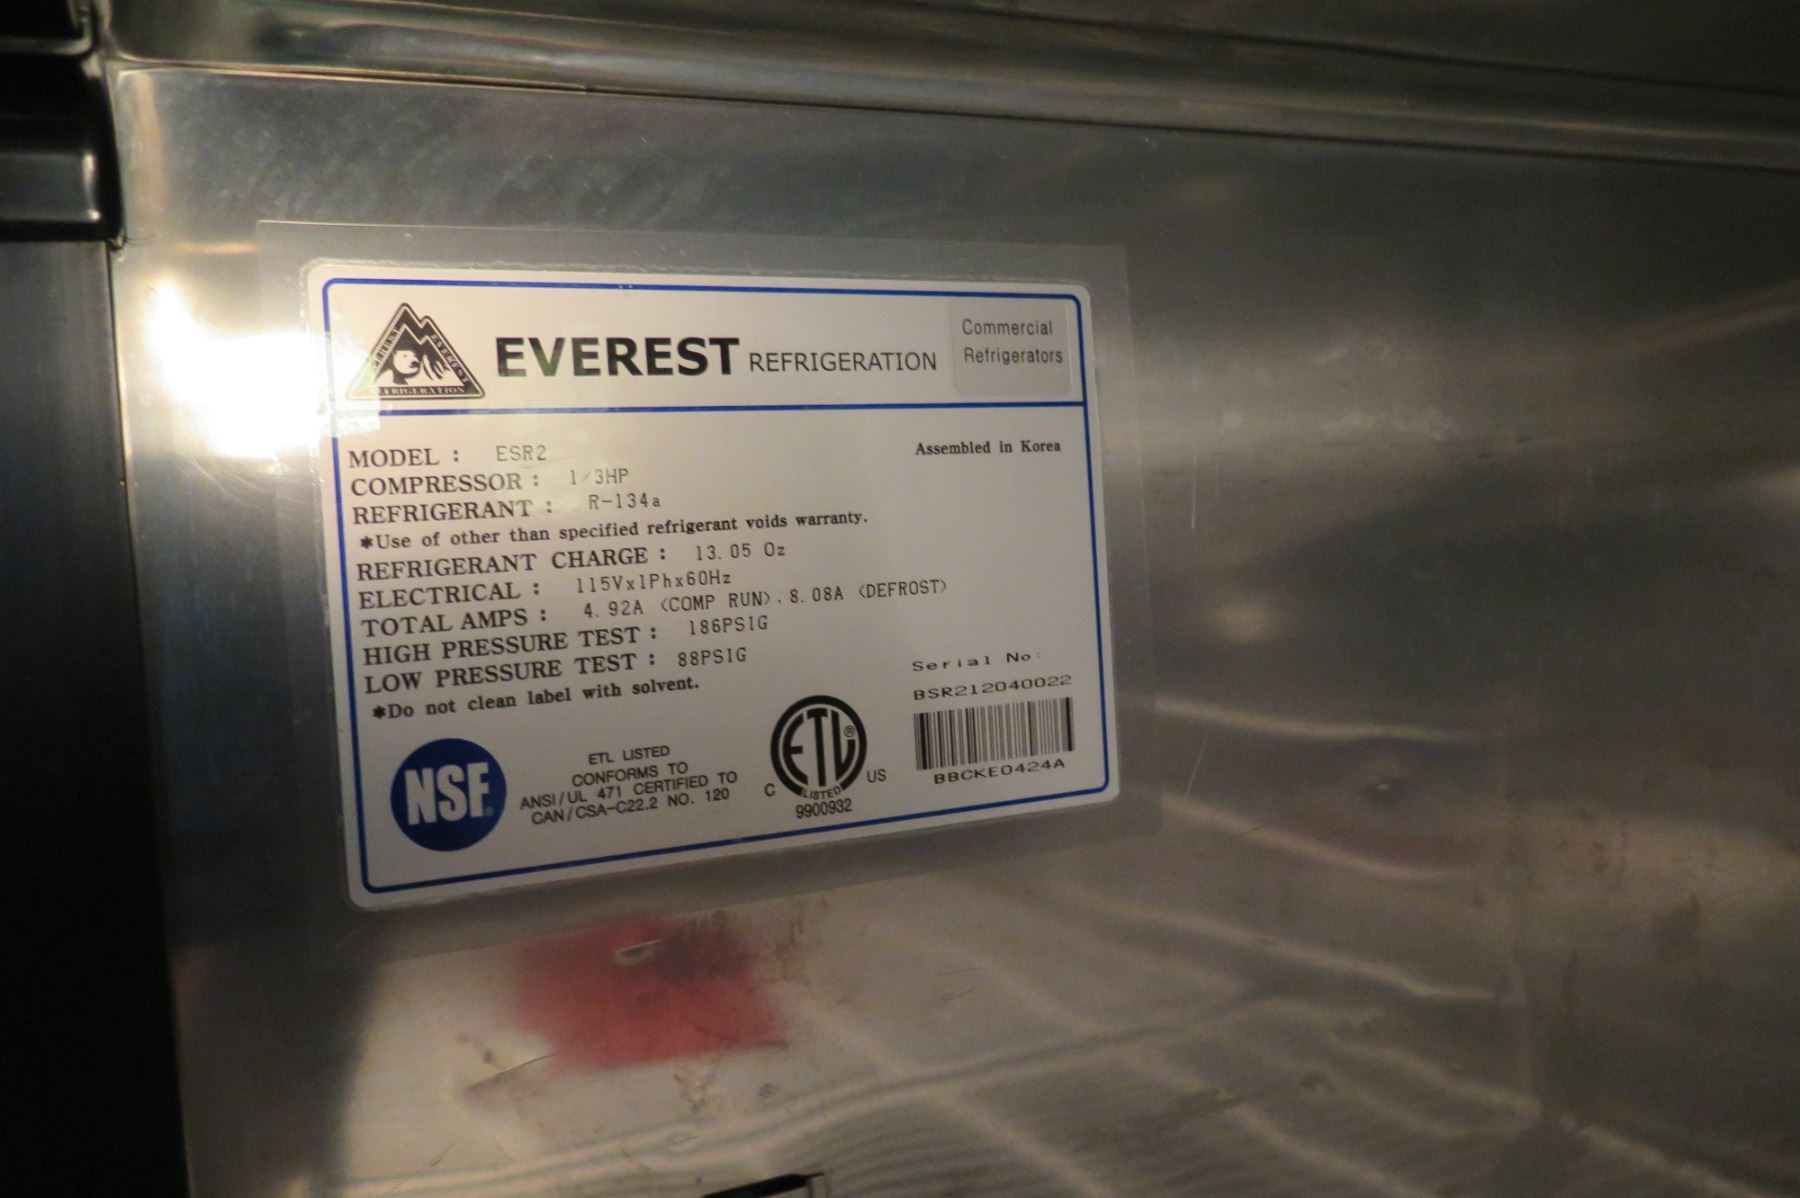 EVEREST REFRIGERATION
Commercial
Refrigerators
EVEREST
EVEREST
REFRIGERATION
MODEL : ESR2
Assembled in Korea
COMPRESSOR : 1/3HP
REFRIGERANT : R-134a
*Use of other than specified refrigerant voids warranty.
REFRIGERANT CHARGE : 13.05 Oz
ELECTRICAL : 115Vx1Phx60Hz
TOTAL AMPS : 4.92A <COMP RUN>, 8.08A <DEFROST>
HIGH PRESSURE TEST : 186PSIG
LOW PRESSURE TEST : 88PSIG
*Do not clean label with solvent.
Serial No:
BSR212040022
BBCKE0424A
NSF®
ETL LISTED
CONFORMS TO
ANSI/UL 471 CERTIFIED TO
CAN/CSA-C22.2 NO. 120
C ETL® US
LISTED
9900932